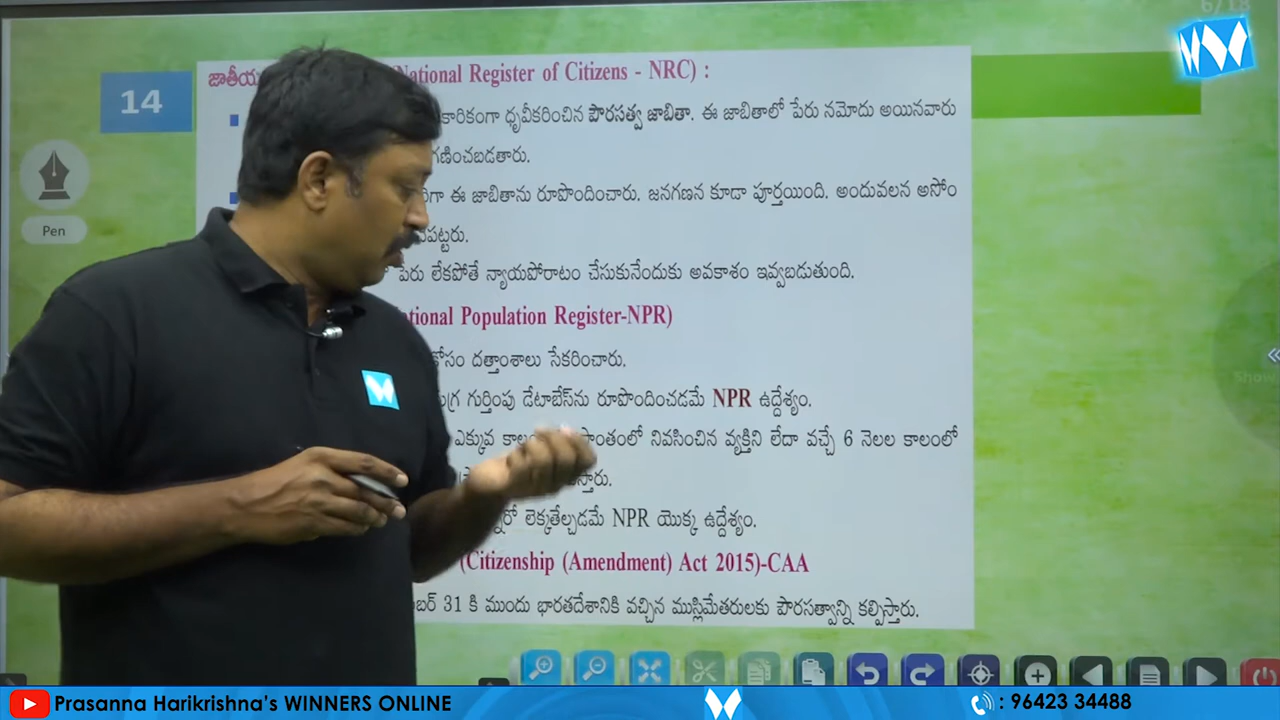 6/18
W
14
జాతీయ
(National Register of Citizens - NRC) :
కారికంగా ధృవీకరించిన పౌరసత్వ జాబితా. ఈ జాబితాలో పేరు నమోదు అయినవారు
గణించబడతారు.
Pen
రిగా ఈ జాబితాను రూపొందించారు. జనగణన కూడా పూర్తయింది. అందువలన అసోం
పట్టరు.
పేరు లేకపోతే న్యాయపోరాటం చేసుకునేందుకు అవకాశం ఇవ్వబడుతుంది.
tional Population Register-NPR)
కోసం దత్తాంశాలు సేకరించారు.
గుర్తింపు డేటాబేస్‌ను రూపొందించడమే NPR ఉద్దేశ్యం.
ఎక్కువ నివసించిన వ్యక్తిని లేదా వచ్చే 6 నెలల కాలంలో
స్తారు.
లెక్కతేల్చడమే NPR యొక్క ఉద్దేశ్యం.
(Citizenship (Amendment) Act 2015)-CAA
బర్ 31 కి ముందు భారతదేశానికి వచ్చిన ముస్లిమేతరులకు పౌరసత్వాన్ని కల్పిస్తారు.
Prasanna Harikrishna's WINNERS ONLINE
: 96423 34488